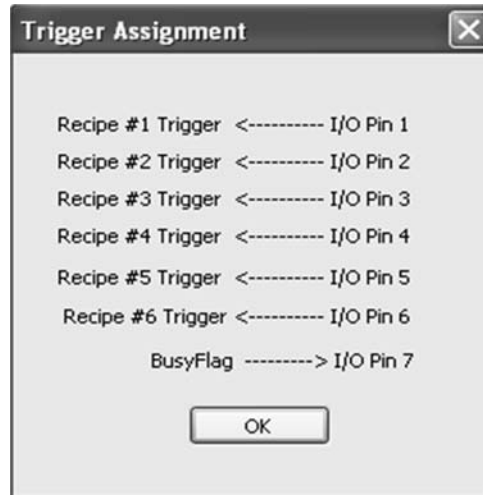 Trigger Assignment
Recipe #1 Trigger <---------- I/O Pin 1
Recipe #2 Trigger <---------- I/O Pin 2
Recipe #3 Trigger <---------- I/O Pin 3
Recipe #4 Trigger <---------- I/O Pin 4
Recipe #5 Trigger <---------- I/O Pin 5
Recipe #6 Trigger <---------- I/O Pin 6
BusyFlag ---------> I/O Pin 7
OK